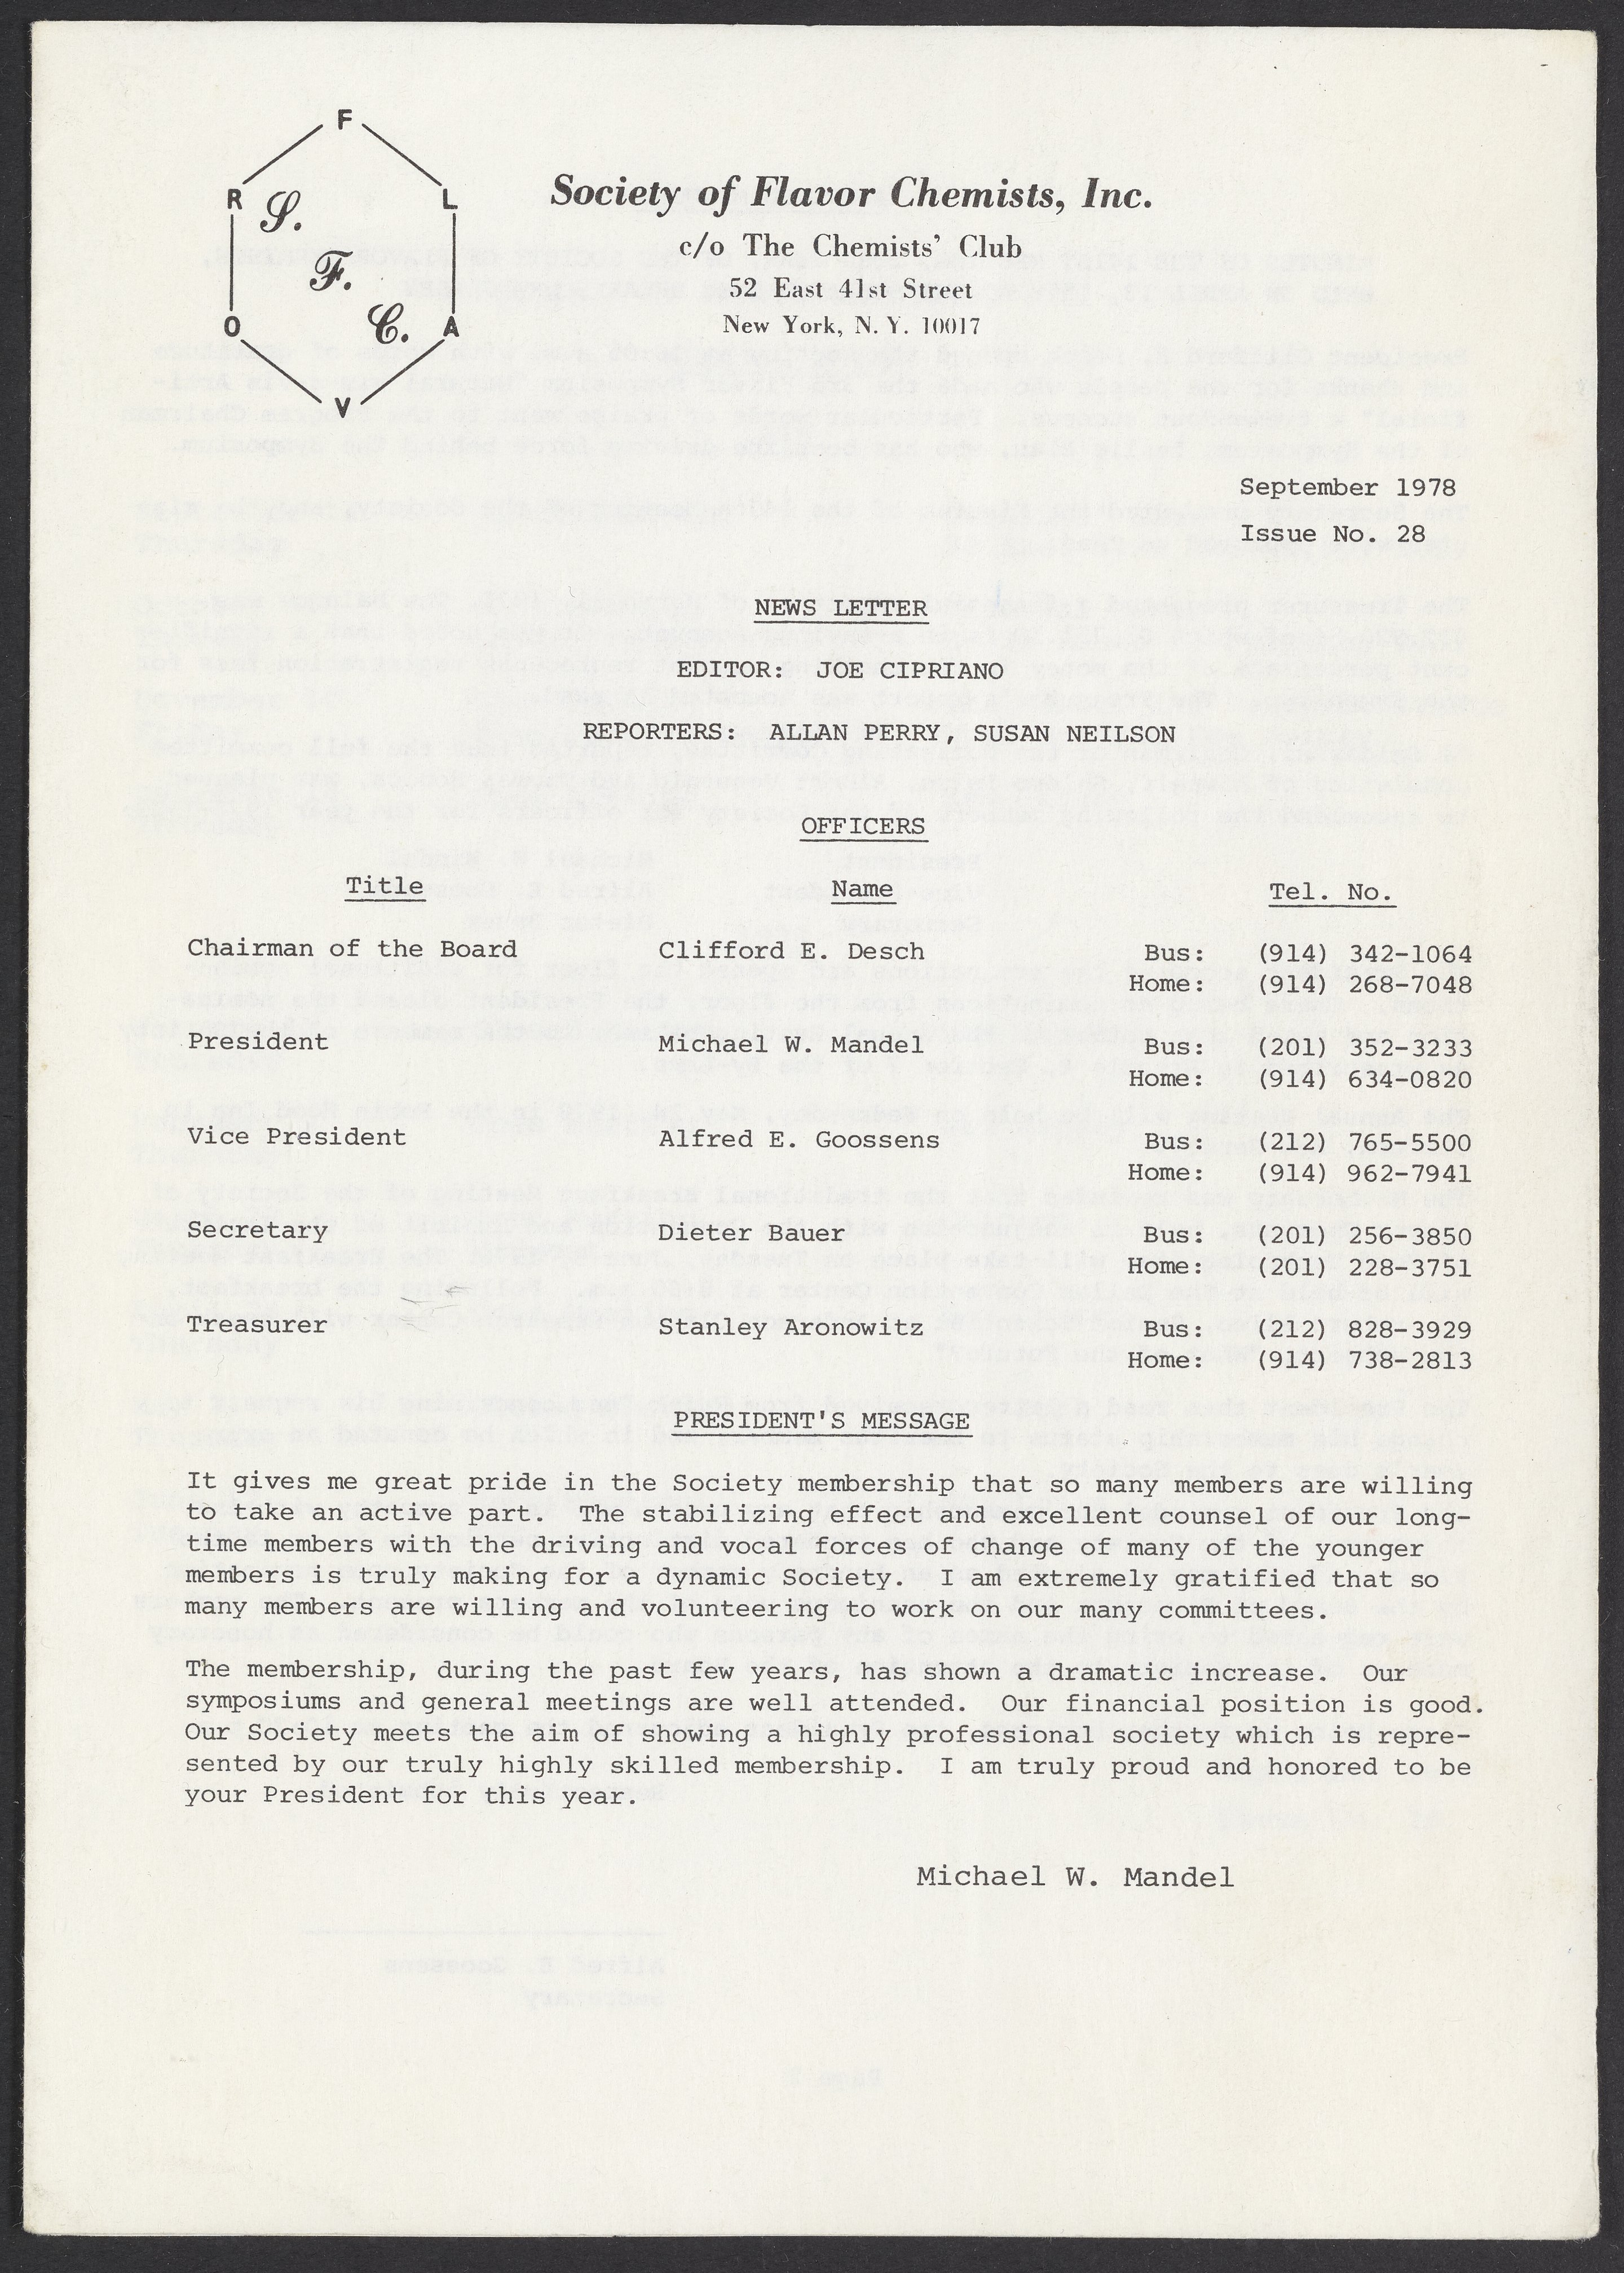 F
R L
S.
F.
C.
O A
V
Society of Flavor Chemists, Inc.
c/o The Chemists' Club
52 East 41st Street
New York, N. Y. 10017
September 1978
Issue No. 28
NEWS LETTER
EDITOR: JOE CIPRIANO
REPORTERS: ALLAN PERRY, SUSAN NEILSON
OFFICERS
Title Name Tel. No.
Chairman of the Board Clifford E. Desch Bus: (914) 342-1064
Home: (914) 268-7048
President Michael W. Mandel Bus: (201) 352-3233
Home: (914) 634-0820
Vice President Alfred E. Goossens Bus: (212) 765-5500
Home: (914) 962-7941
Secretary Dieter Bauer Bus: (201) 256-3850
Home: (201) 228-3751
Treasurer Stanley Aronowitz Bus: (212) 828-3929
Home: (914) 738-2813
PRESIDENT'S MESSAGE
It gives me great pride in the Society membership that so many members are willing
to take an active part. The stabilizing effect and excellent counsel of our long-
time members with the driving and vocal forces of change of many of the younger
members is truly making for a dynamic Society. I am extremely gratified that so
many members are willing and volunteering to work on our many committees.
The membership, during the past few years, has shown a dramatic increase. Our
symposiums and general meetings are well attended. Our financial position is good.
Our Society meets the aim of showing a highly professional society which is repre-
sented by our truly highly skilled membership. I am truly proud and honored to be
your President for this year.
Michael W. Mandel